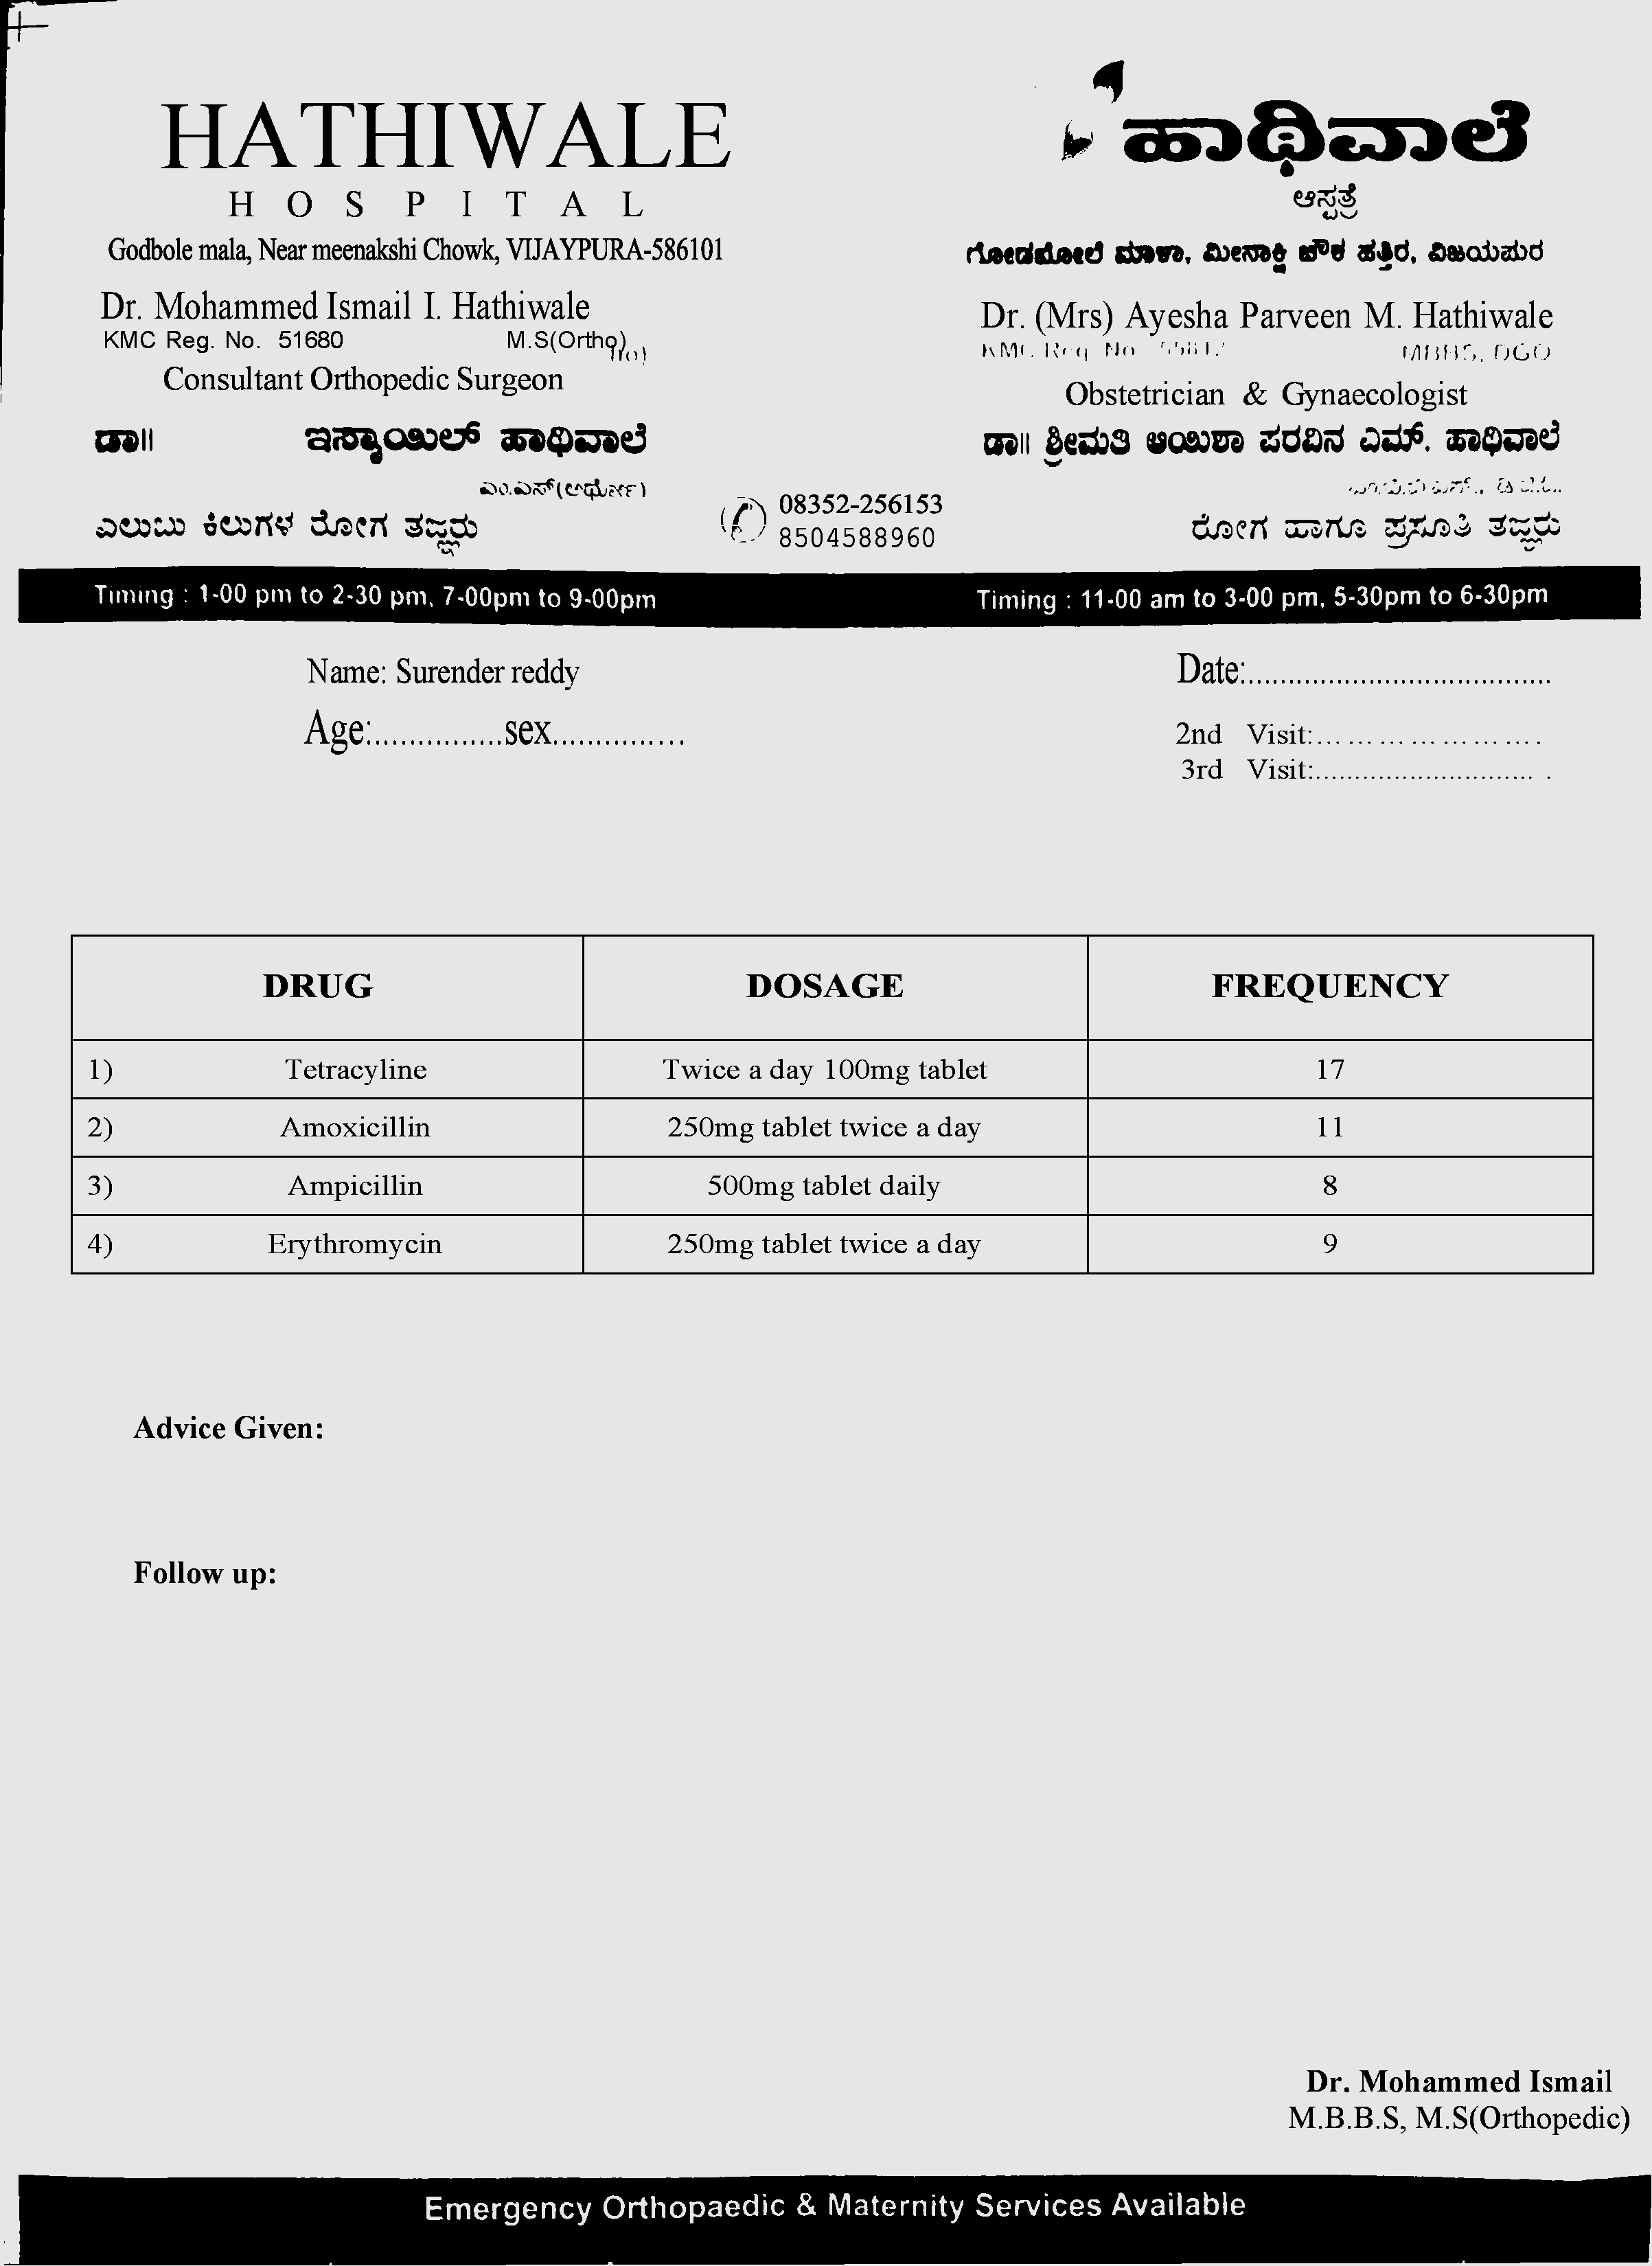 HATHIWALE
HOSPITAL
Godbole mala, Near meenakshi Chowk, VIJAYPURA-586101
Dr. Mohammed Ismail I. Hathiwale
KMC Reg. No. 51680 M.S(Ortho)
Consultant Orthopedic Surgeon
ಡಾ|| ಇಸ್ಮಾಯಿಲ್ ಹಾಥಿವಾಲೆ
ಎಂ.ಎಸ್(ಆರ್ಥೋ)
ಎಲುಬು ಕಿಲುಗಳ ರೋಗ ತಜ್ಞರು
ಹಾಥಿವಾಲೆ
ಆಸ್ಪತ್ರೆ
ಗೋಡಬೋಲೆ ಮಾಳಾ, ಮೀನಾಕ್ಷಿ ಚೌಕ ಹತ್ತಿರ, ವಿಜಯಪುರ
Dr. (Mrs) Ayesha Parveen M. Hathiwale
KMC Reg No MBBS, DGO
Obstetrician & Gynaecologist
ಡಾ|| ಶ್ರೀಮತಿ ಆಯಿಶಾ ಪರವಿನ ಎಮ್. ಹಾಥಿವಾಲೆ
ರೋಗ ಹಾಗೂ ಪ್ರಸೂತಿ ತಜ್ಞರು
08352-256153
8504588960
Timing : 1-00 pm to 2-30 pm, 7-00pm to 9-00pm
Timing : 11-00 am to 3-00 pm, 5-30pm to 6-30pm
Name: Surender reddy
Date:......................................
Age:................sex...............
2nd Visit:........................
3rd Visit:............................ .
DRUG DOSAGE FREQUENCY
1) Tetracyline Twice a day 100mg tablet 17
2) Amoxicillin 250mg tablet twice a day 11
3) Ampicillin 500mg tablet daily 8
4) Erythromycin 250mg tablet twice a day 9
Advice Given:
Follow up:
Dr. Mohammed Ismail
M.B.B.S, M.S(Orthopedic)
Emergency Orthopaedic & Maternity Services Available